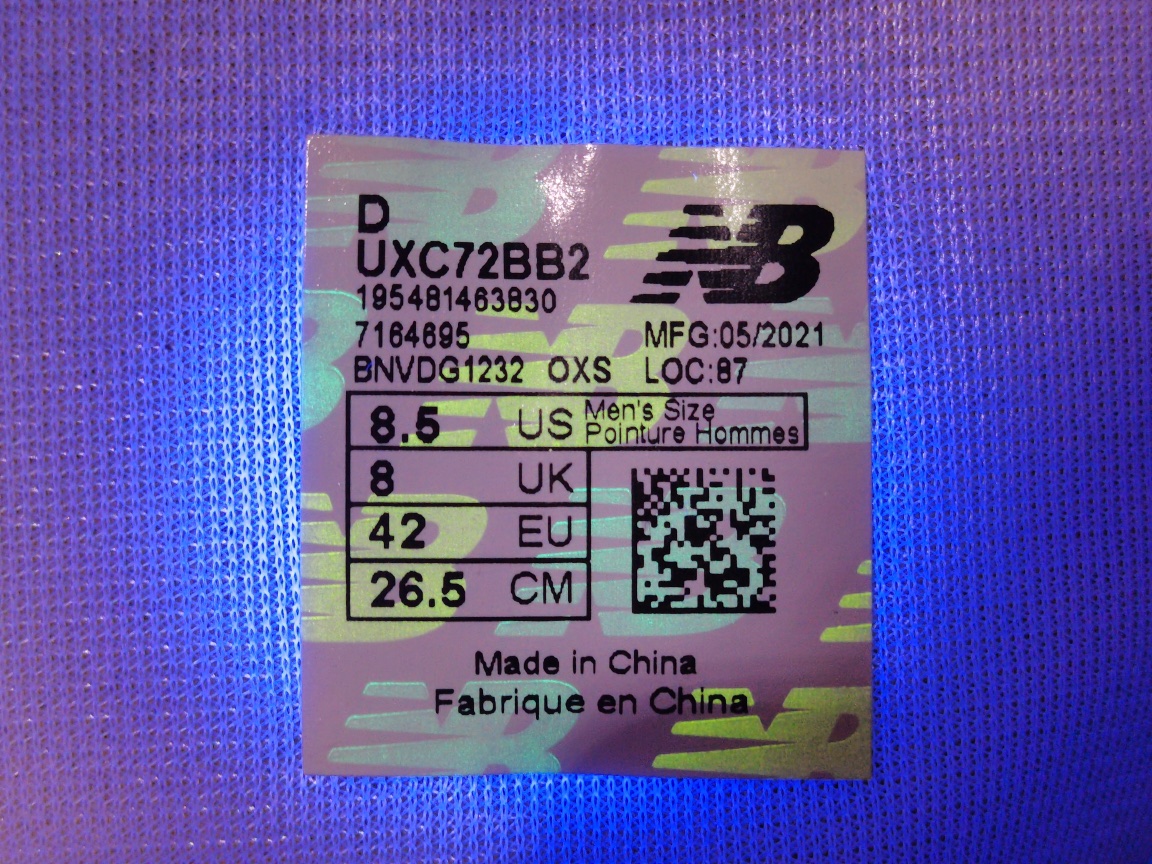 D
UXC72BB2
NB
195481463830
7164695
MFG:05/2021
BNVDG1232 OXS
LOC:87
8.5 US
Men's Size
Pointure Hommes
8 UK
42 EU
26.5 CM
Made in China
Fabrique en China